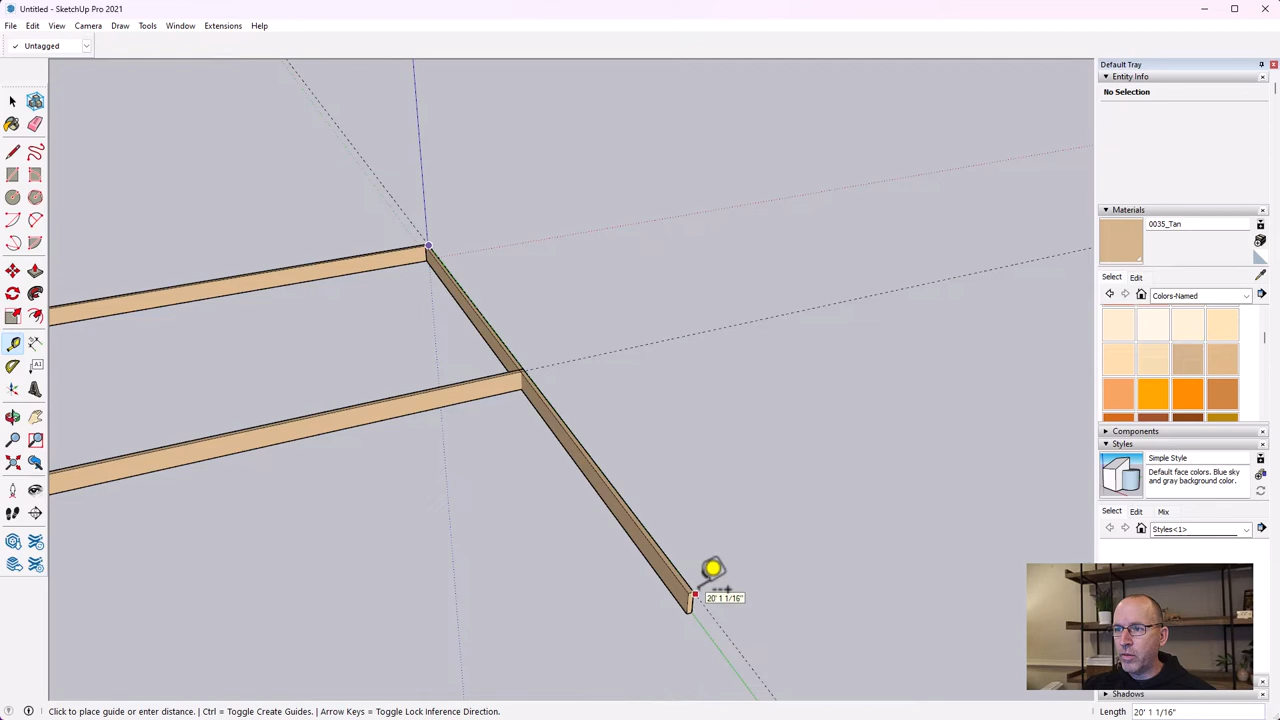 Untitled - SketchUp Pro 2021
File Edit View Camera Draw Tools Window Extensions Help
✓ Untagged
Default Tray
Entity Info
No Selection
Materials
0035_Tan
Select Edit
Colors-Named
Components
Styles
Simple Style
Default face colors. Blue sky
and gray background color.
Select Edit Mix
Styles<1>
20' 1 1/16"
A1
Shadows
Click to place guide or enter distance. | Ctrl = Toggle Create Guides. | Arrow Keys = Toggle Lock Inference Direction.
Length 20' 1 1/16"